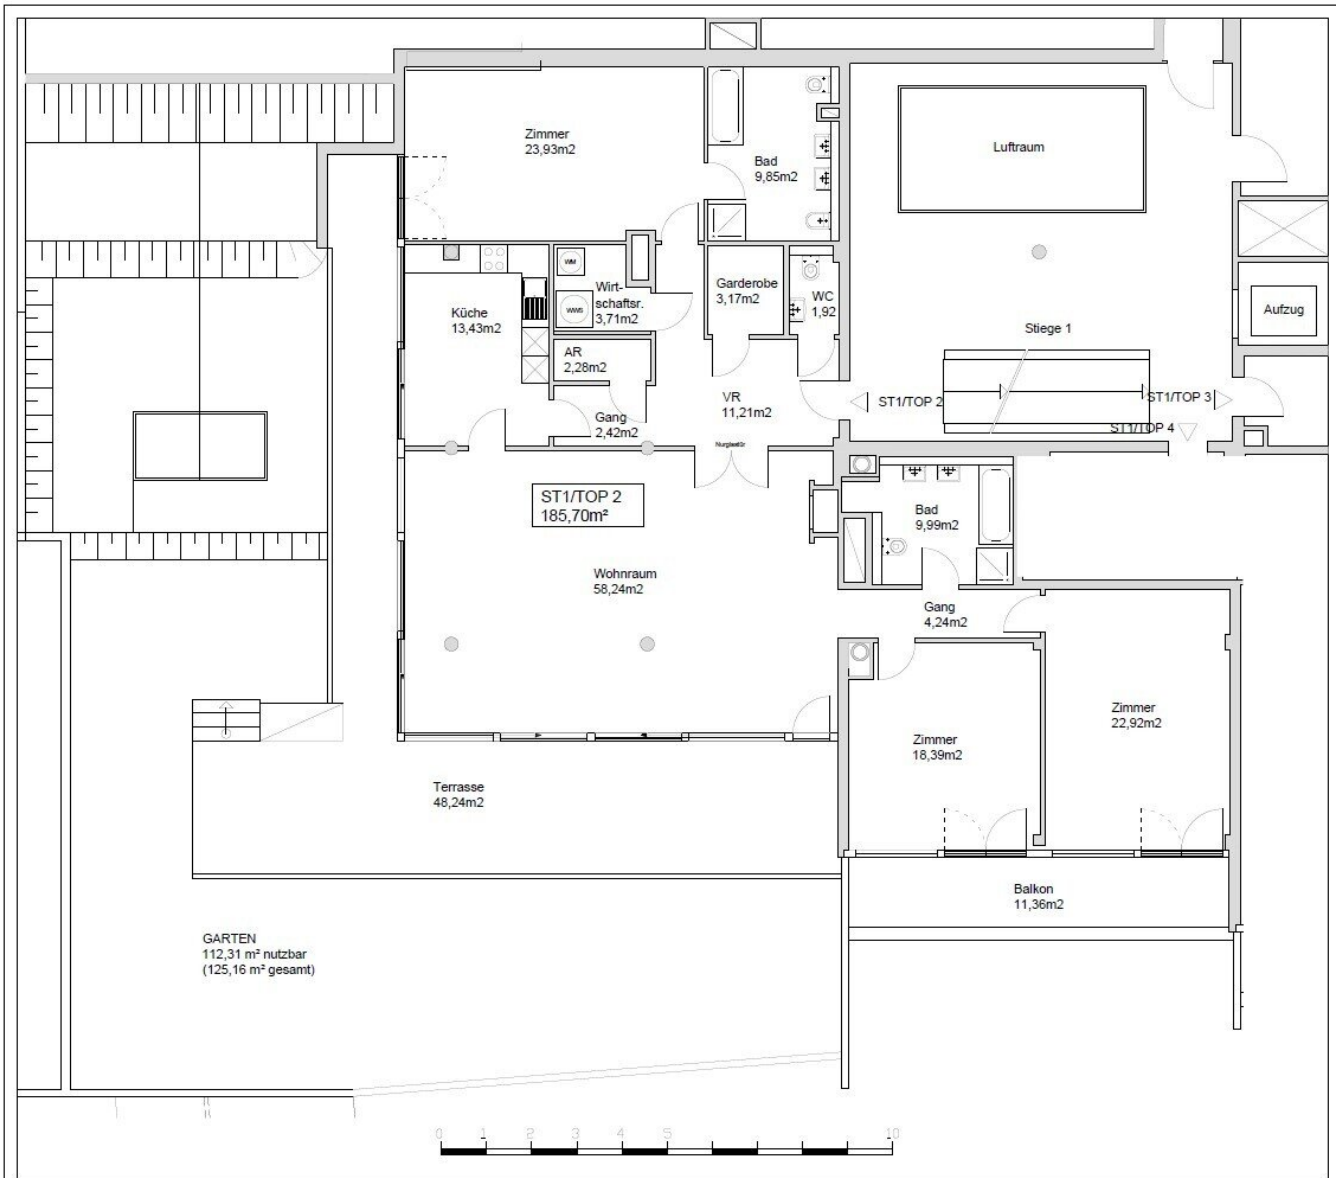 Zimmer
23,93m2
Bad
9,85m2
Luftraum
Küche
13,43m2
WM
Wirt-
schaftsr.
3,71m2
Garderobe
3,17m2
WC
1,92
Aufzug
Stiege 1
AR
2,28m2
Gang
2,42m2
VR
11,21m2
ST1/TOP 2
ST1/TOP 3
ST1/TOP 4
ST1/TOP 2
185,70m²
Bad
9,99m2
Wohnraum
58,24m2
Gang
4,24m2
Zimmer
18,39m2
Zimmer
22,92m2
Terrasse
48,24m2
Balkon
11,36m2
GARTEN
112,31 m² nutzbar
(125,16 m² gesamt)
0 1 2 3 4 5 10